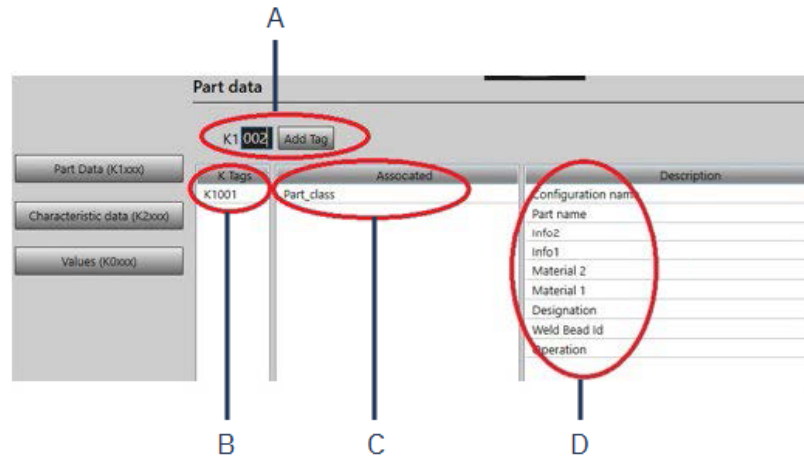 A
Part data
K1 002 Add Tag
Part Data (K1xxx)
Characteristic data (K2xxx)
Values (K0xxx)
K Tags Assocated Description
K1001 Part_class Configuration name
Part name
Info2
Info1
Material 2
Material 1
Designation
Weld Bead Id
Operation
B C D